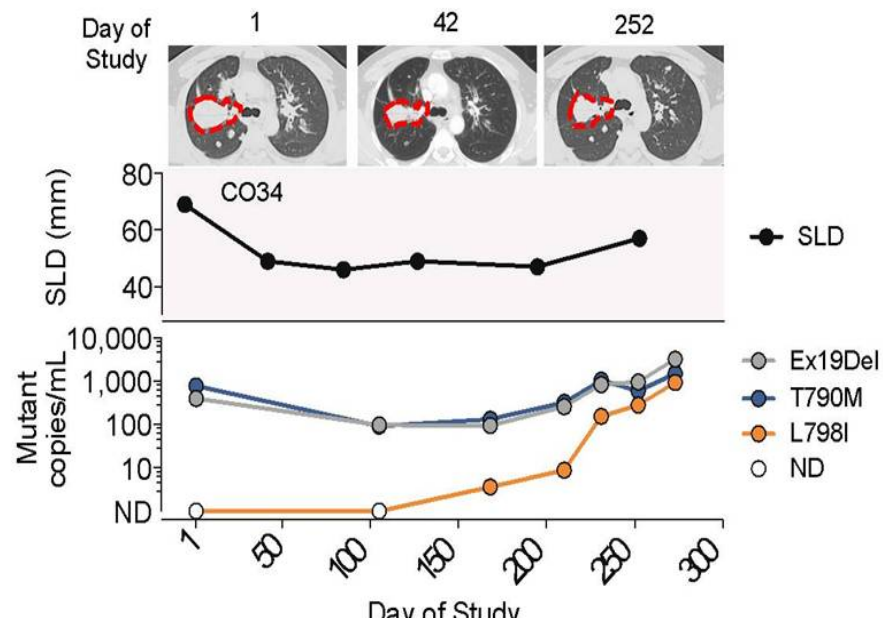 Day of Study
1
42
252
SLD (mm)
80
60
40
CO34
SLD
Mutant copies/mL
10,000
1,000
100
10
ND
Ex19Del
T790M
L798I
ND
1
50
100
150
200
250
300
Day of Study